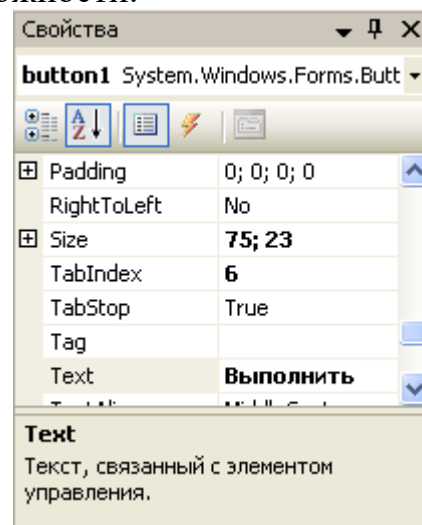 Свойства
button1 System.Windows.Forms.Butt
Padding 0; 0; 0; 0
RightToLeft No
Size 75; 23
TabIndex 6
TabStop True
Tag
Text Выполнить
Text
Текст, связанный с элементом
управления.